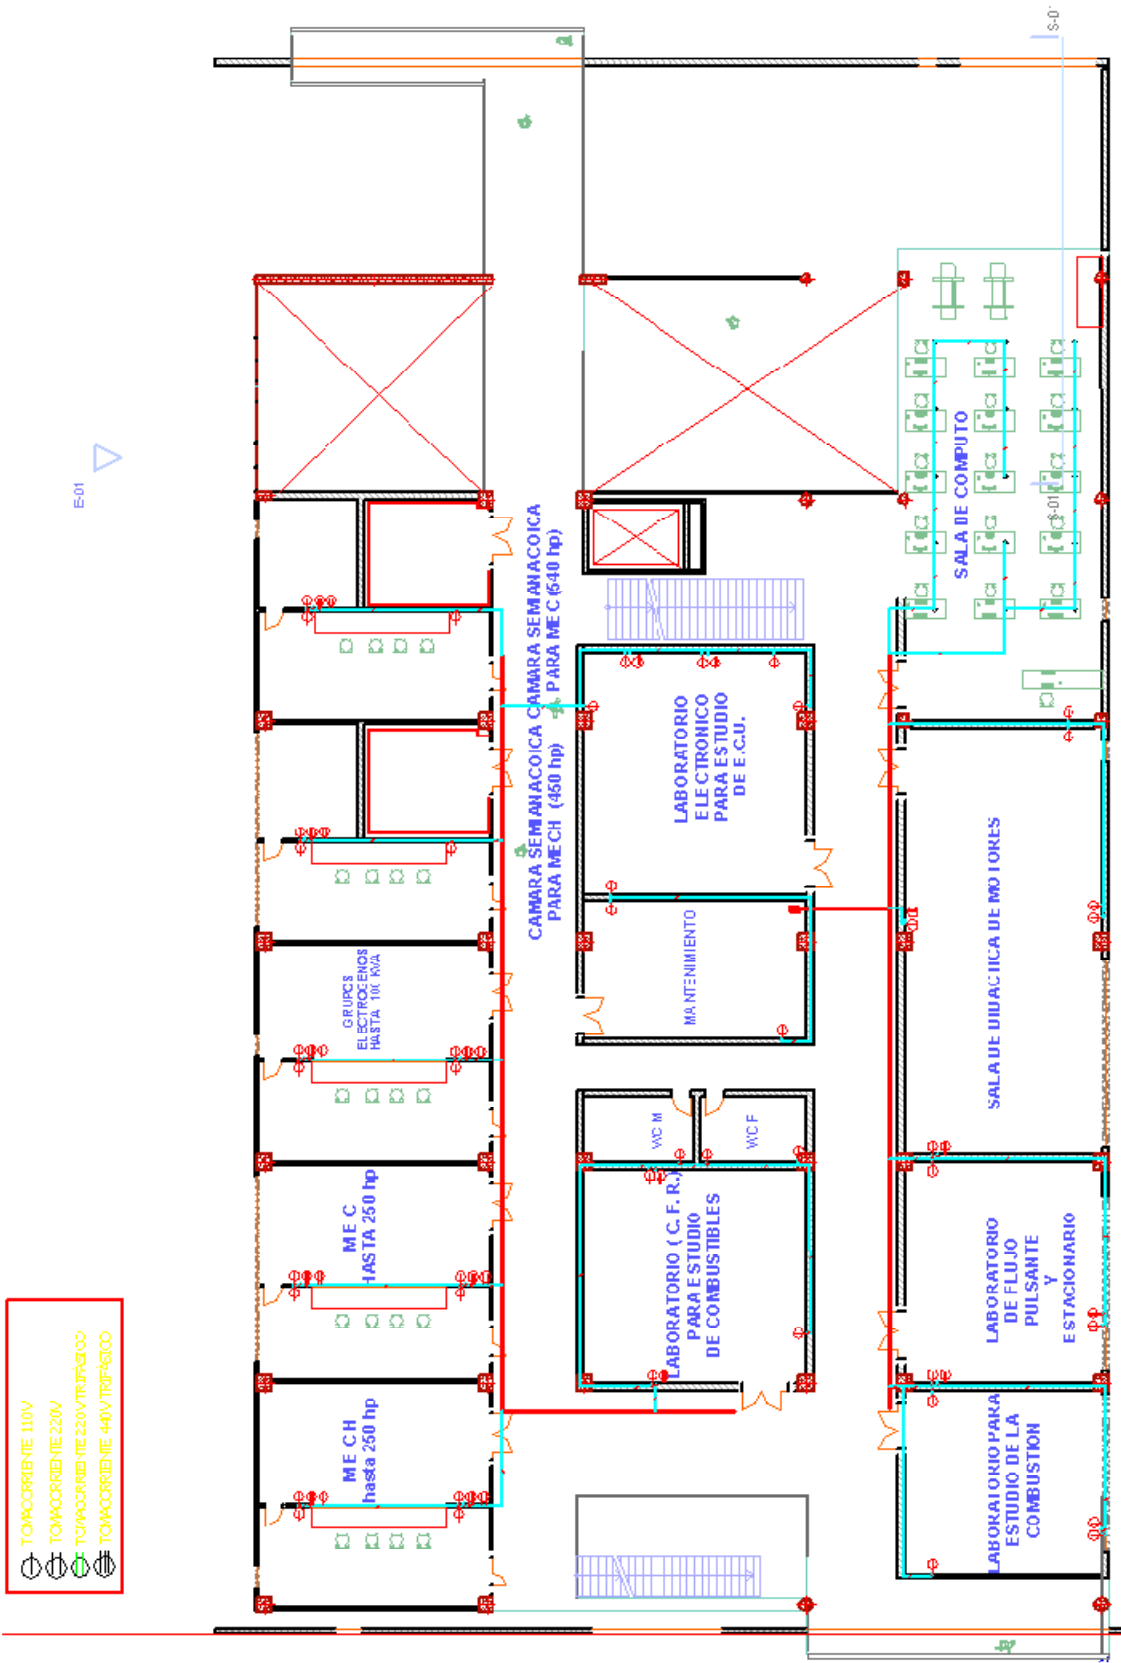 S-0
E-01
SALA DE COMPUTO
S-01
CAMARA SEMIANACOICA
PARA MEC (540 hp)
CAMARA SEMIANACOICA
PARA MECH (450 hp)
LABORATORIO
ELECTRONICO
PARA ESTUDIO
DE E.C.U.
GRUPOS
ELECTROGENOS
HASTA 100 KVA
MANTENIMIENTO
SALA DE DIDACTICA DE MOTORES
WC M
WC F
MEC
HASTA 250 hp
LABORATORIO ( C. F. R.)
PARA ESTUDIO
DE COMBUSTIBLES
LABORATORIO
DE FLUJO
PULSANTE
Y
ESTACIONARIO
MECH
hasta 250 hp
LABORATORIO PARA
ESTUDIO DE LA
COMBUSTION
TOMACORRIENTE 110V
TOMACORRIENTE 220V
TOMACORRIENTE 220V TRIFASICO
TOMACORRIENTE 440V TRIFASICO